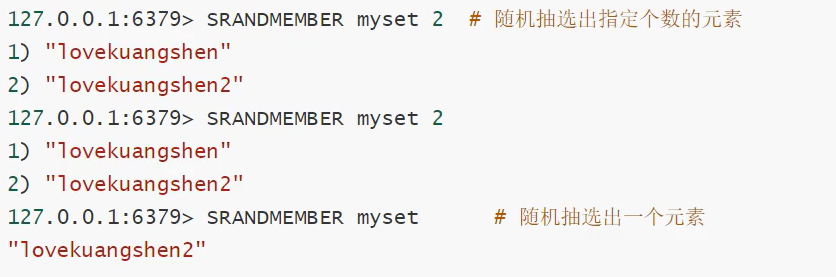 127.0.0.1:6379> SRANDMEMBER myset 2  # 随机抽选出指定个数的元素
1) "lovekuangshen"
2) "lovekuangshen2"
127.0.0.1:6379> SRANDMEMBER myset 2
1) "lovekuangshen"
2) "lovekuangshen2"
127.0.0.1:6379> SRANDMEMBER myset      # 随机抽选出一个元素
"lovekuangshen2"